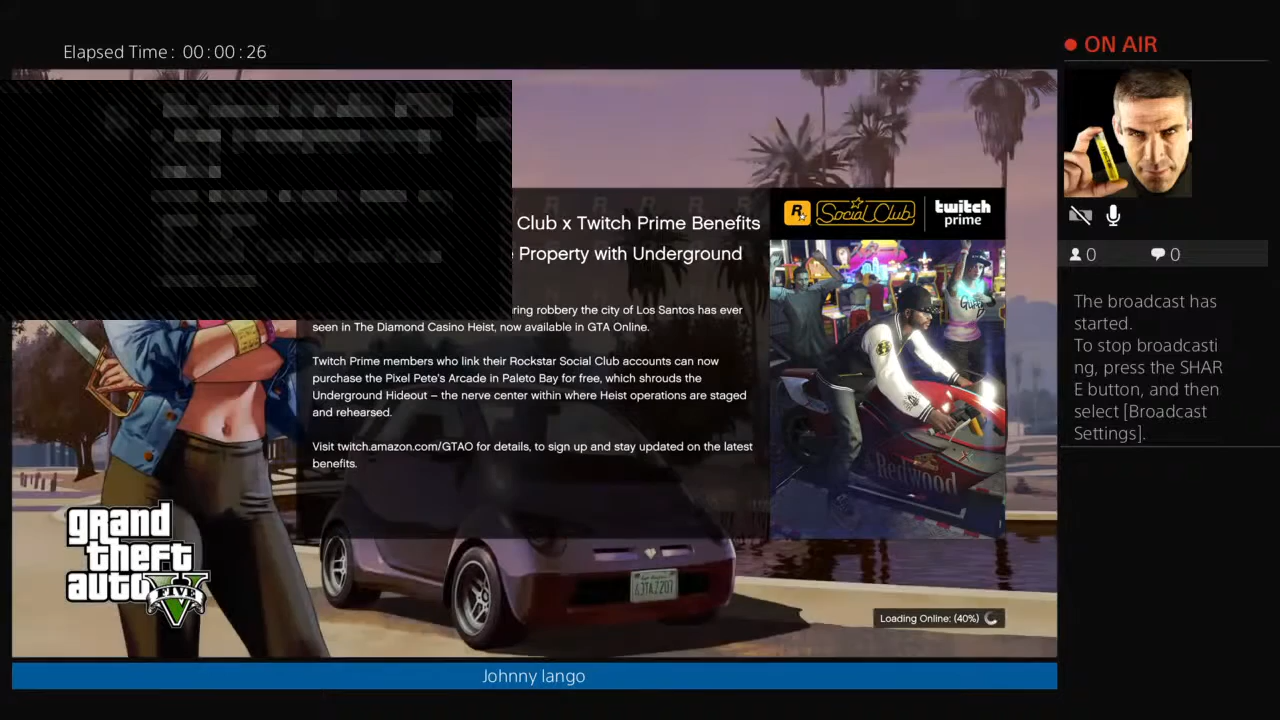 Elapsed Time: 00:00:26
ON AIR
R
Social Club
twitch
prime
Club x Twitch Prime Benefits
Property with Underground
ring robbery the city of Los Santos has ever
seen in The Diamond Casino Heist, now available in GTA Online.
Twitch Prime members who link their Rockstar Social Club accounts can now
purchase the Pixel Pete's Arcade in Paleto Bay for free, which shrouds the
Underground Hideout – the nerve center within where Heist operations are staged
and rehearsed.
Visit twitch.amazon.com/GTAO for details, to sign up and stay updated on the latest
benefits.
Redwood
grand
theft
auto
V
FIVE
Loading Online: (40%)
Johnny lango
0
0
The broadcast has
started.
To stop broadcasti
ng, press the SHAR
E button, and then
select [Broadcast
Settings].